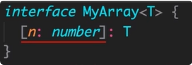 interface MyArray<T> {
[n: number]: T
}